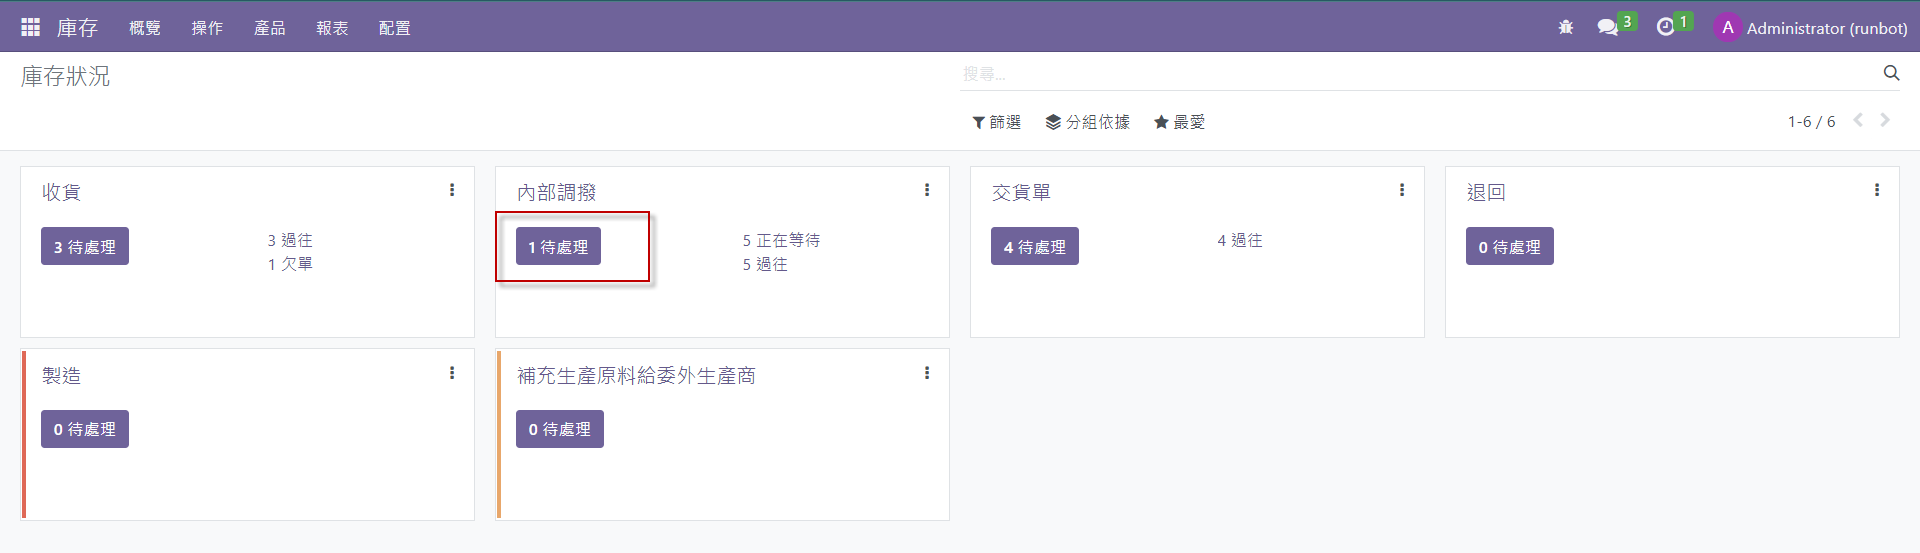 庫存 概覽 操作 產品 報表 配置 3 1 A Administrator (runbot)
庫存狀況
搜尋...
篩選 分組依據 最愛 1-6 / 6
收貨
3 待處理
3 過往
1 欠單
內部調撥
1 待處理
5 正在等待
5 過往
交貨單
4 待處理
4 過往
退回
0 待處理
製造
0 待處理
補充生產原料給委外生產商
0 待處理